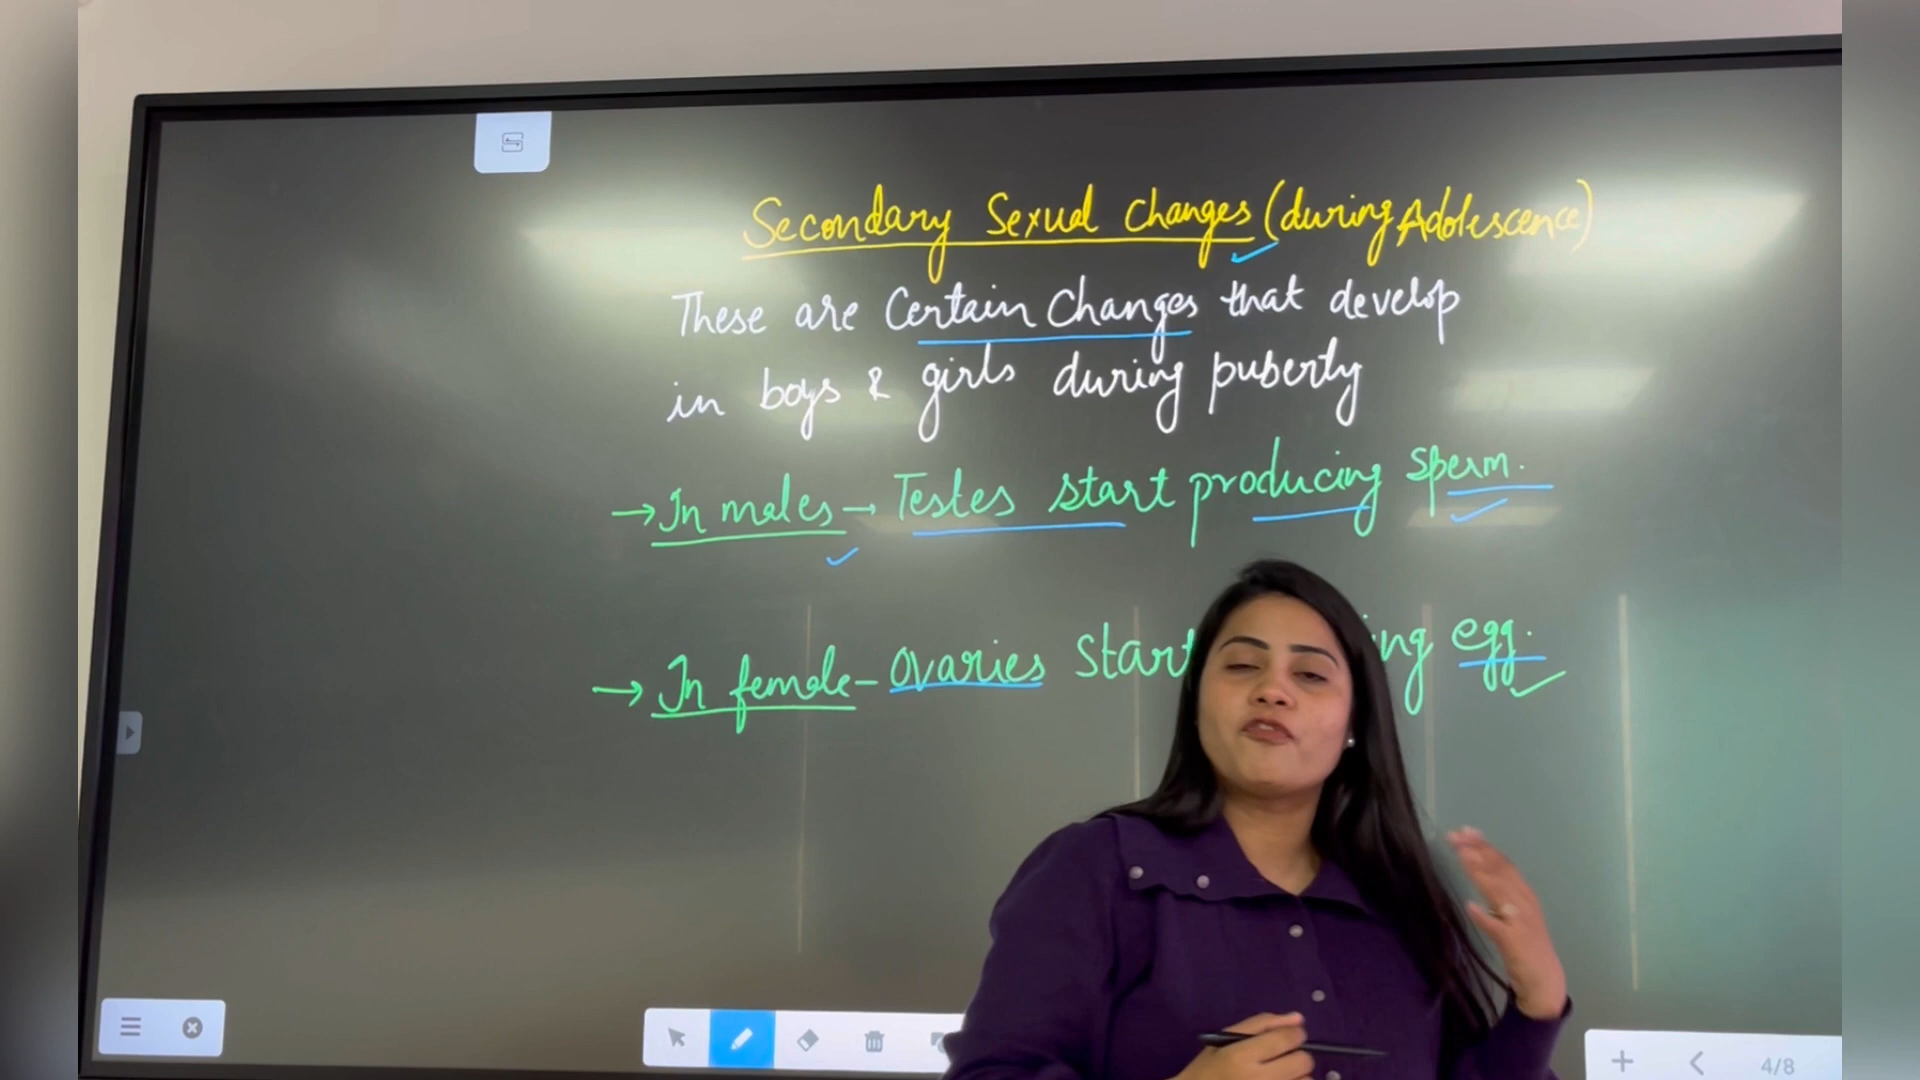 Secondary Sexual Changes (during Adolescence)
These are Certain Changes that develop
in boys & girls during puberty
→ In males → Testes start producing sperm.
→ In female - ovaries start ing egg.
4/8